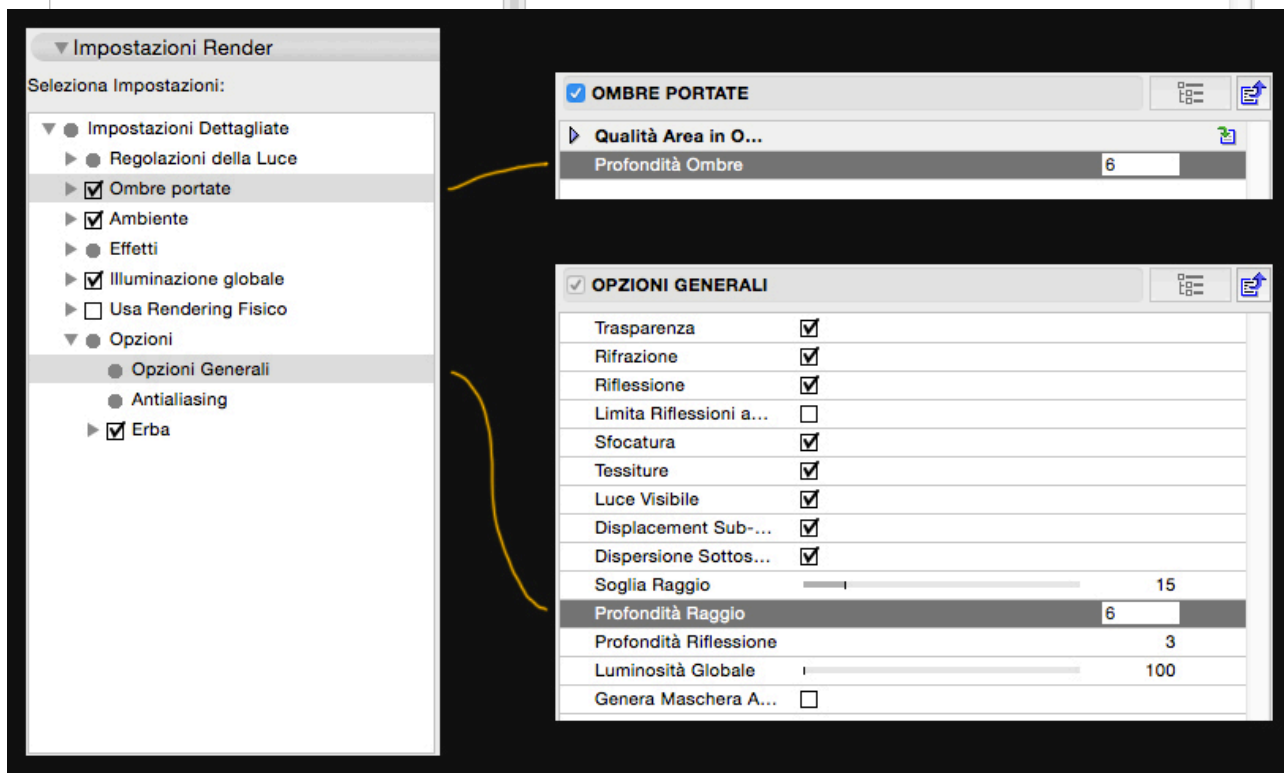 Impostazioni Render
Seleziona Impostazioni:
Impostazioni Dettagliate
Regolazioni della Luce
Ombre portate
Ambiente
Effetti
Illuminazione globale
Usa Rendering Fisico
Opzioni
Opzioni Generali
Antialiasing
Erba
OMBRE PORTATE
Qualità Area in O...
Profondità Ombre 6
OPZIONI GENERALI
Trasparenza
Rifrazione
Riflessione
Limita Riflessioni a...
Sfocatura
Tessiture
Luce Visibile
Displacement Sub-...
Dispersione Sottos...
Soglia Raggio 15
Profondità Raggio 6
Profondità Riflessione 3
Luminosità Globale 100
Genera Maschera A...